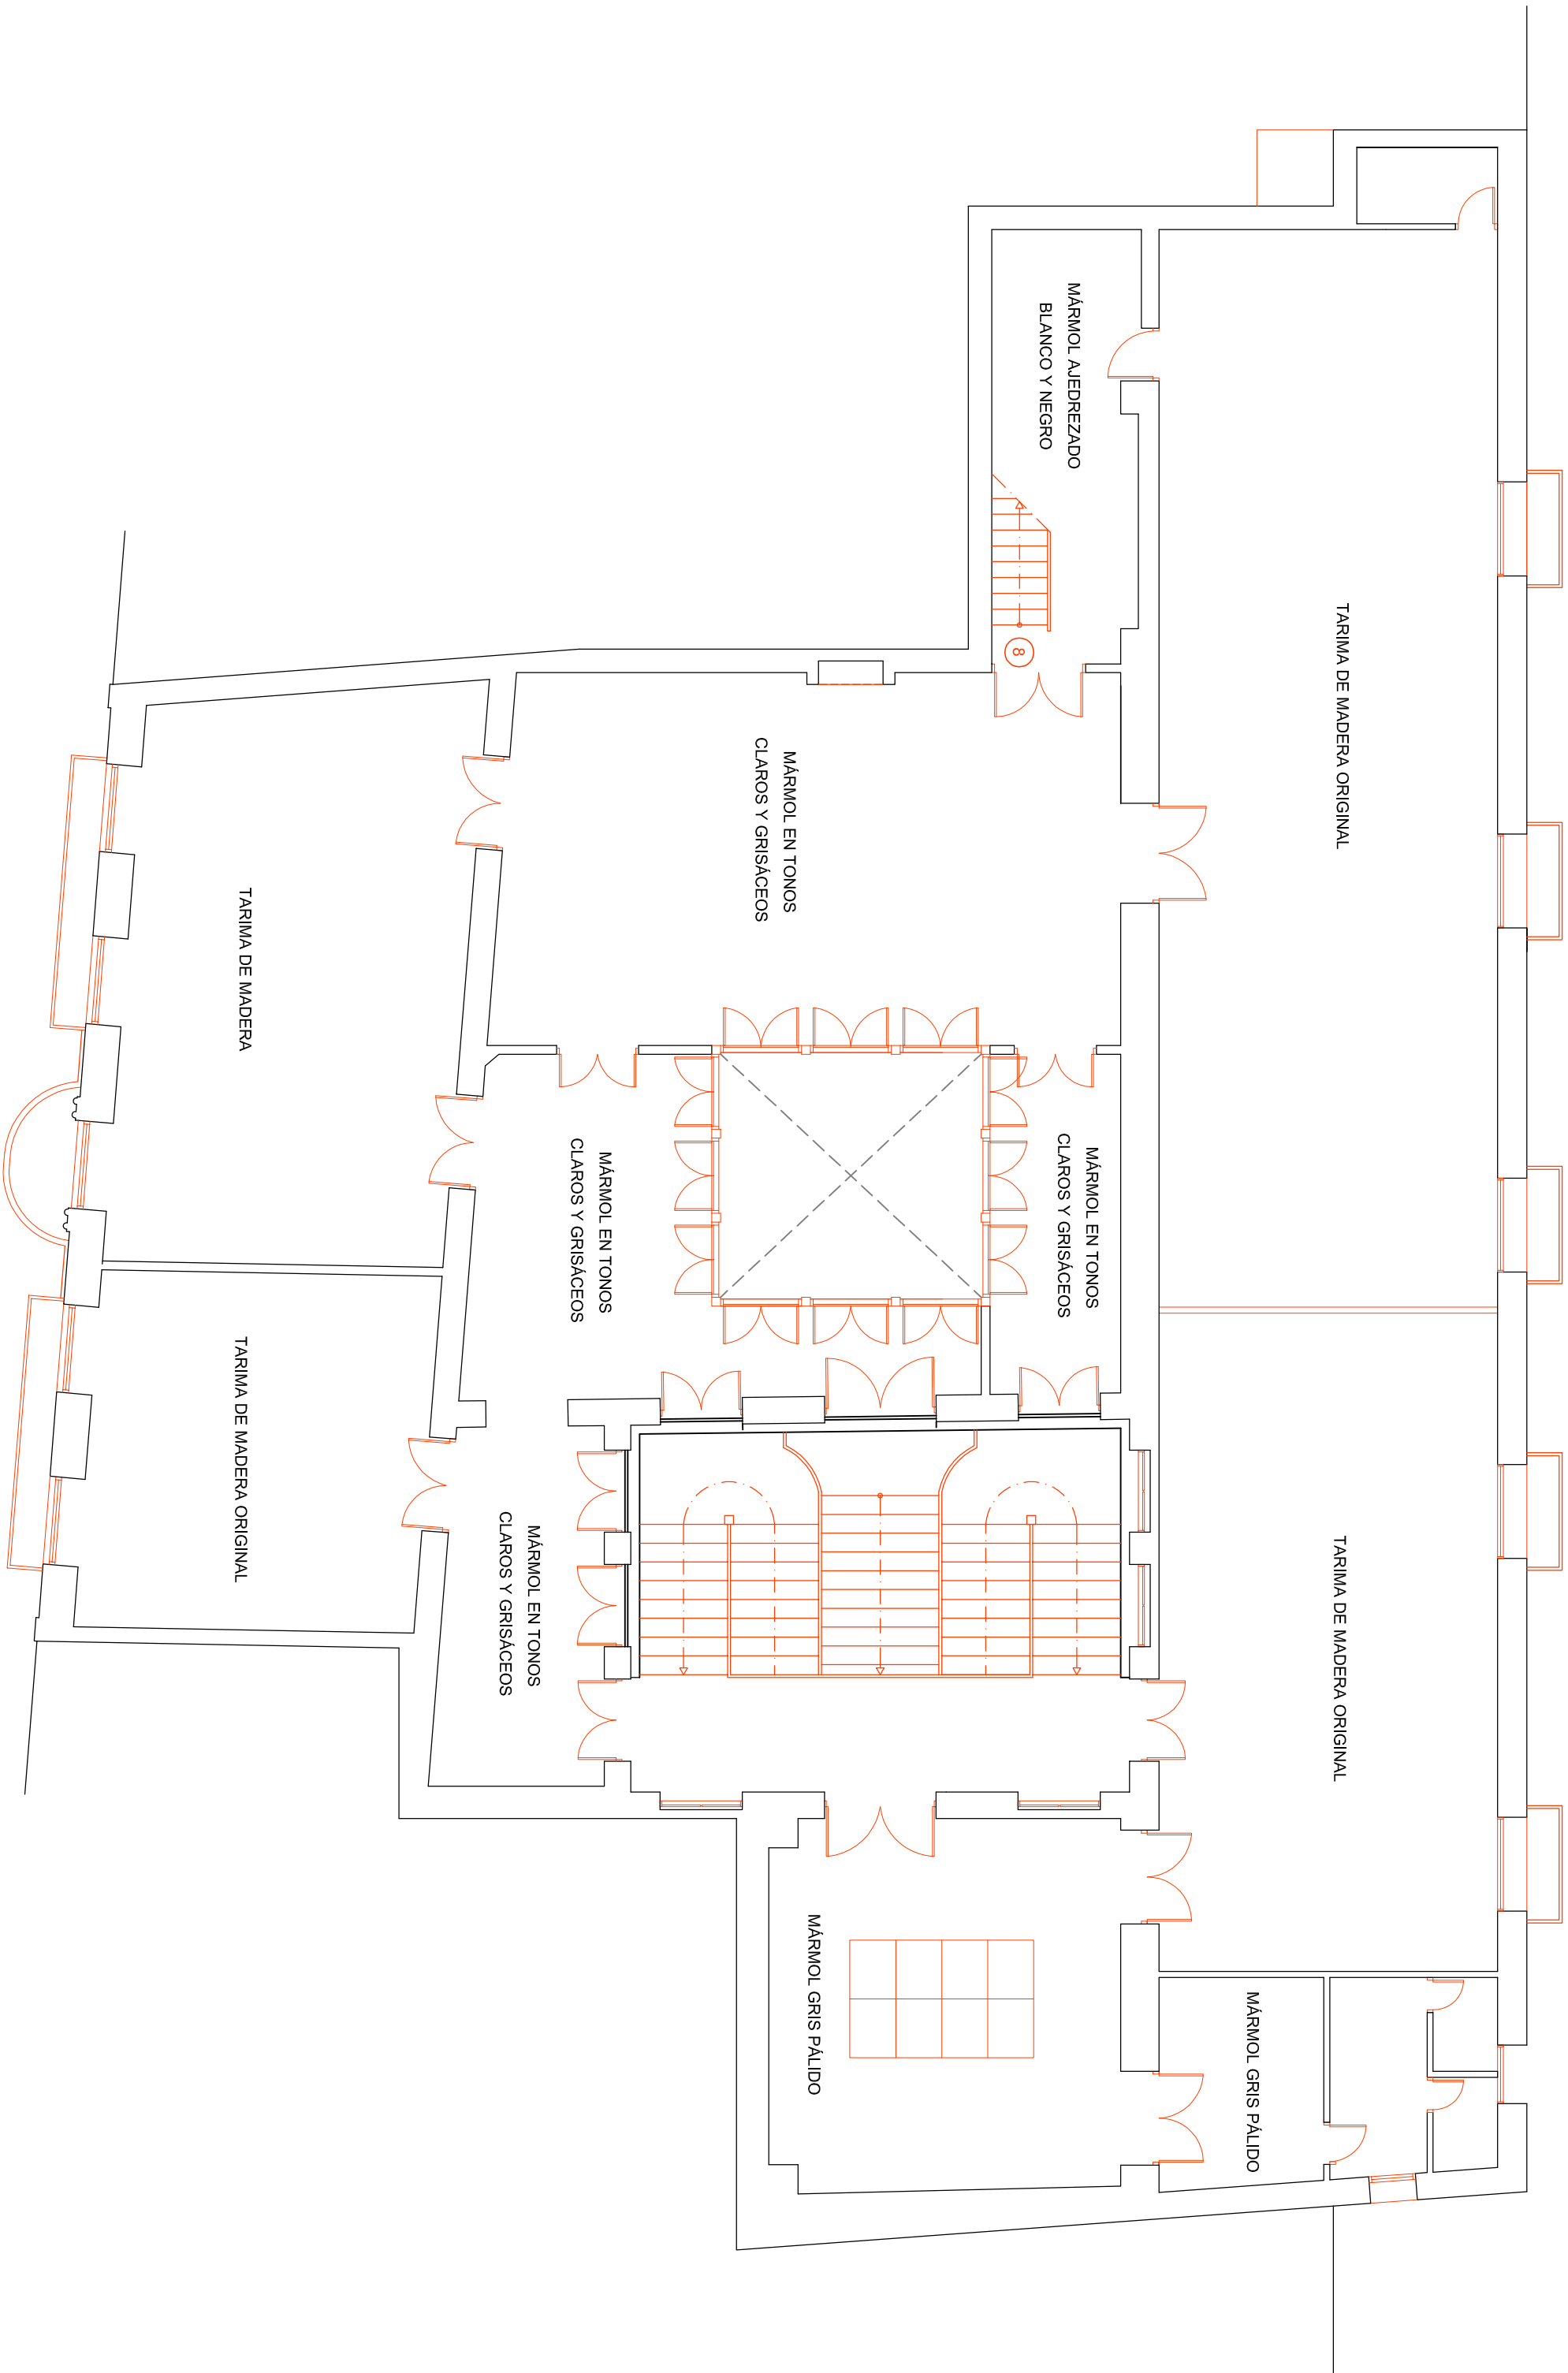 TARIMA DE MADERA ORIGINAL
TARIMA DE MADERA ORIGINAL
MÁRMOL GRIS PÁLIDO
MÁRMOL AJEDREZADO
BLANCO Y NEGRO
8
MÁRMOL EN TONOS
CLAROS Y GRISÁCEOS
MÁRMOL EN TONOS
CLAROS Y GRISÁCEOS
MÁRMOL GRIS PÁLIDO
MÁRMOL EN TONOS
CLAROS Y GRISÁCEOS
MÁRMOL EN TONOS
CLAROS Y GRISÁCEOS
TARIMA DE MADERA
TARIMA DE MADERA ORIGINAL